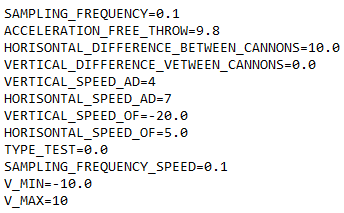 SAMPLING_FREQUENCY=0.1
ACCELERATION_FREE_THROW=9.8
HORISONTAL_DIFFERENCE_BETWEEN_CANNONS=10.0
VERTICAL_DIFFERENCE_VETWEEN_CANNONS=0.0
VERTICAL_SPEED_AD=4
HORISONTAL_SPEED_AD=7
VERTICAL_SPEED_OF=-20.0
HORISONTAL_SPEED_OF=5.0
TYPE_TEST=0.0
SAMPLING_FREQUENCY_SPEED=0.1
V_MIN=-10.0
V_MAX=10